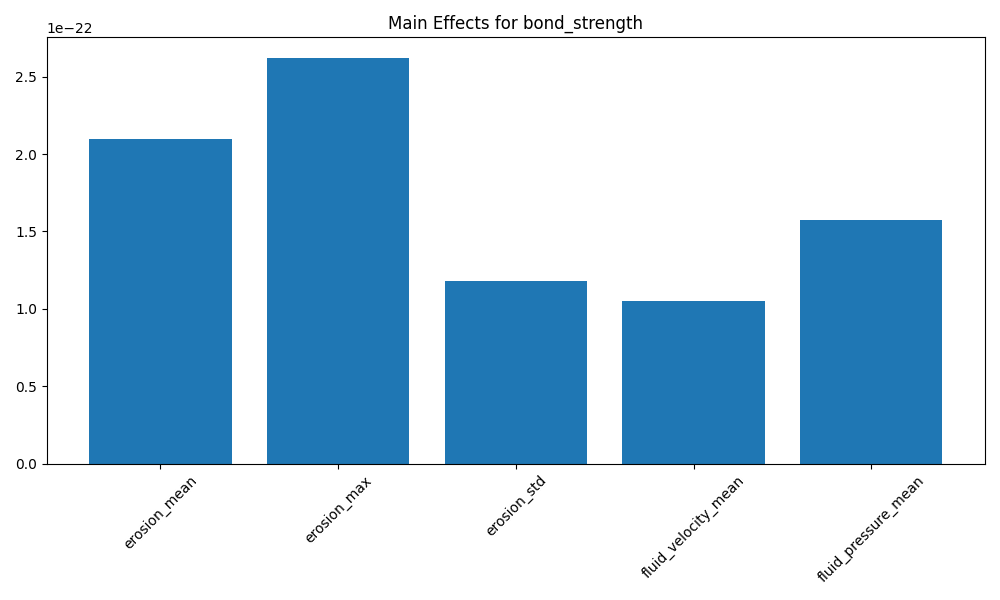 Main Effects for bond_strength
1e−22
2.5
2.0
1.5
1.0
0.5
0.0
erosion_mean
erosion_max
erosion_std
fluid_velocity_mean
fluid_pressure_mean